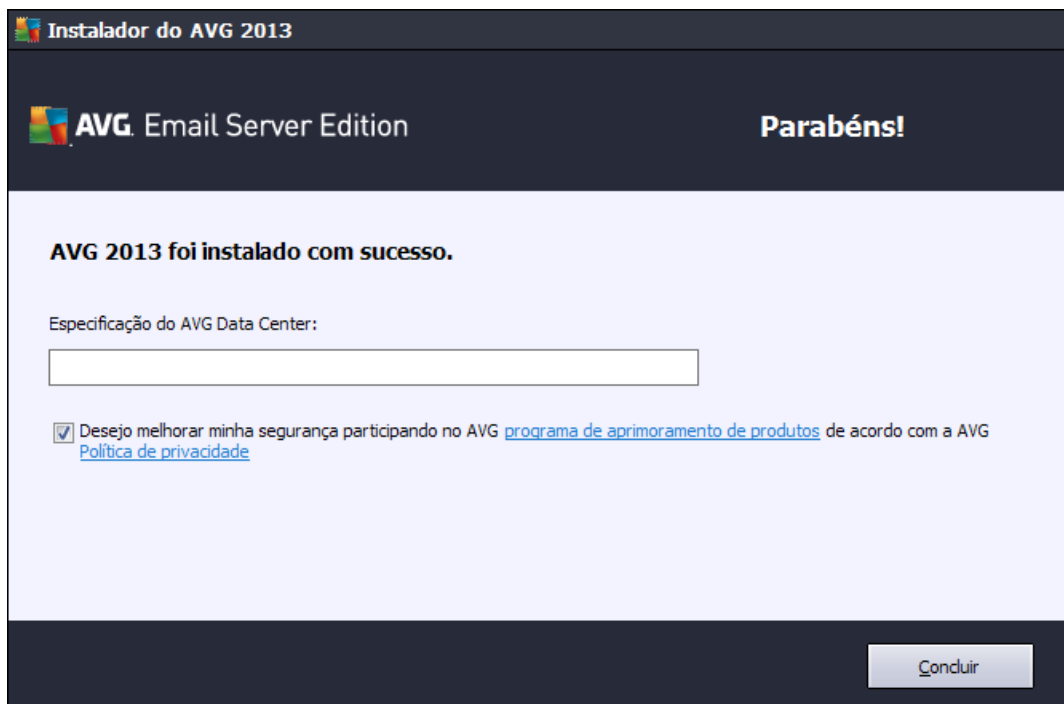 Instalador do AVG 2013
AVG. Email Server Edition
Parabéns!
AVG 2013 foi instalado com sucesso.
Especificação do AVG Data Center:
Desejo melhorar minha segurança participando no AVG programa de aprimoramento de produtos de acordo com a AVG
Política de privacidade
Concluir